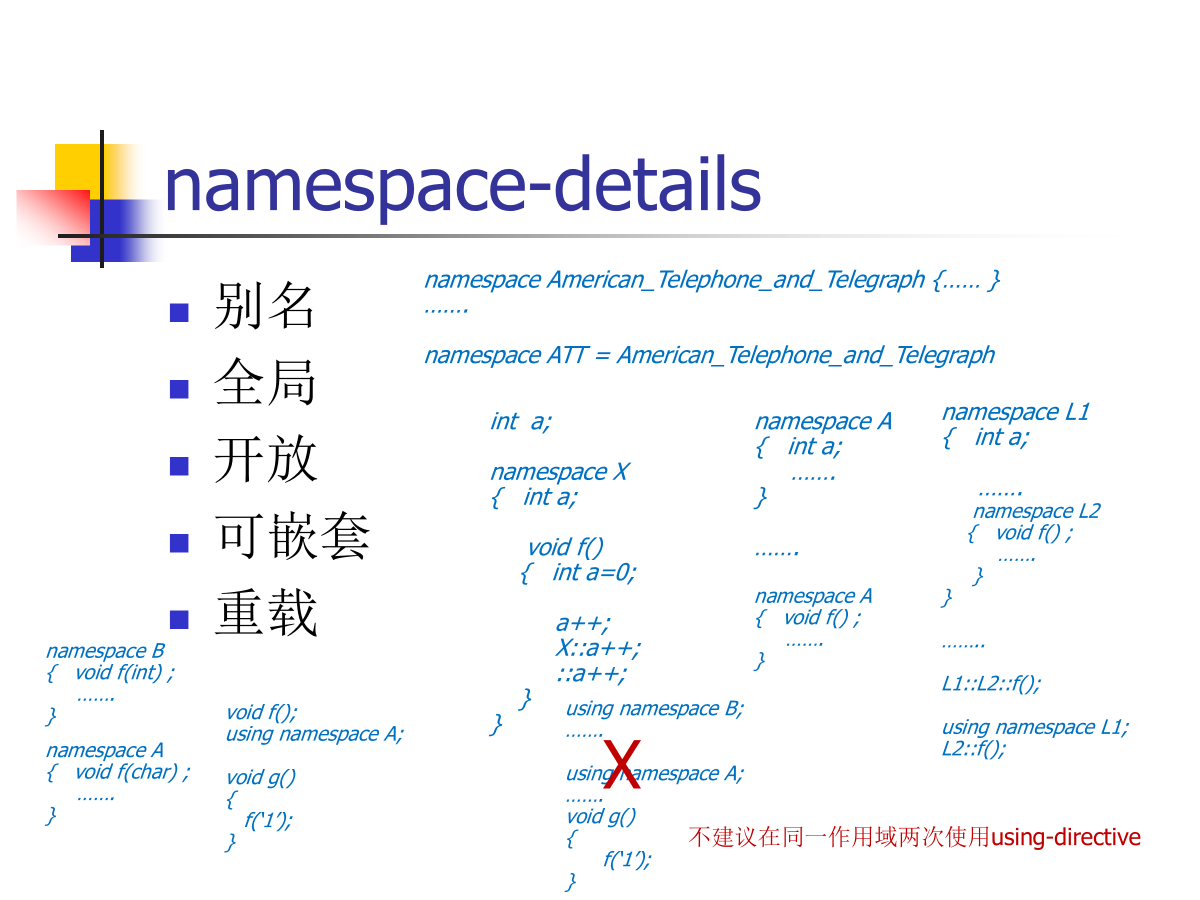 namespace-details
别名
全局
开放
可嵌套
重载
namespace American_Telephone_and_Telegraph {…… }
…….
namespace ATT = American_Telephone_and_Telegraph
int a;
namespace X
{ int a;
void f()
{ int a=0;
a++;
X::a++;
::a++;
}
}
namespace A
{ int a;
…….
}
…….
namespace A
{ void f() ;
…….
}
namespace L1
{ int a;
…….
namespace L2
{ void f() ;
…….
}
}
……..
L1::L2::f();
using namespace L1;
L2::f();
namespace B
{ void f(int) ;
…….
}
namespace A
{ void f(char) ;
…….
}
void f();
using namespace A;
void g()
{
f('1’);
}
using namespace B;
…….
X
using namespace A;
…….
void g()
{
f('1’);
}
不建议在同一作用域两次使用using-directive